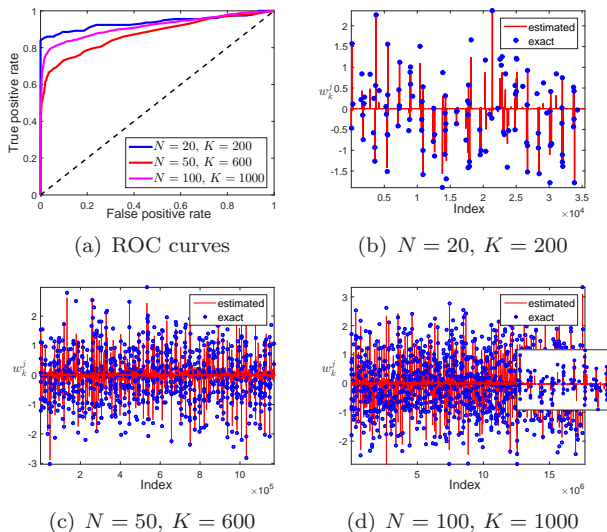 True positive rate
1
0.8
0.6
0.4
0.2
0
0 0.2 0.4 0.6 0.8 1
False positive rate
N = 20, K = 200
N = 50, K = 600
N = 100, K = 1000
(a) ROC curves
w_k^j
2
1.5
1
0.5
0
-0.5
-1
-1.5
0.5 1 1.5 2 2.5 3 3.5
Index
×10^4
estimated
exact
(b) N = 20, K = 200
w_k^j
2
1
0
-1
-2
-3
2 4 6 8 10
Index
×10^5
estimated
exact
(c) N = 50, K = 600
w_k^j
3
2
1
0
-1
-2
5 10 15
Index
×10^6
estimated
exact
(d) N = 100, K = 1000